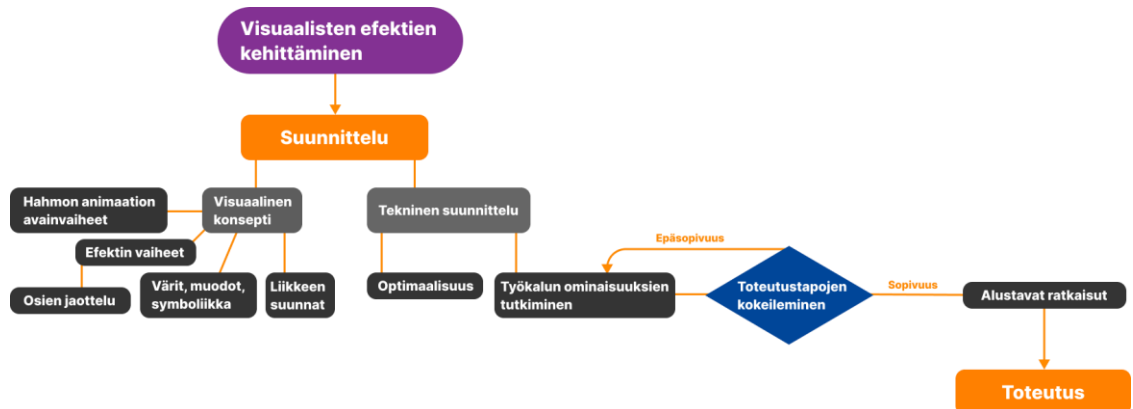 Visuaalisten efektien
kehittäminen
Suunnittelu
Hahmon animaation
avainvaiheet
Visuaalinen
konsepti
Tekninen suunnittelu
Efektin vaiheet
Osien jaottelu
Värit, muodot,
symboliikka
Liikkeen
suunnat
Optimaalisuus
Työkalun ominaisuuksien
tutkiminen
Epäsopivuus
Toteutustapojen
kokeileminen
Sopivuus
Alustavat ratkaisut
Toteutus